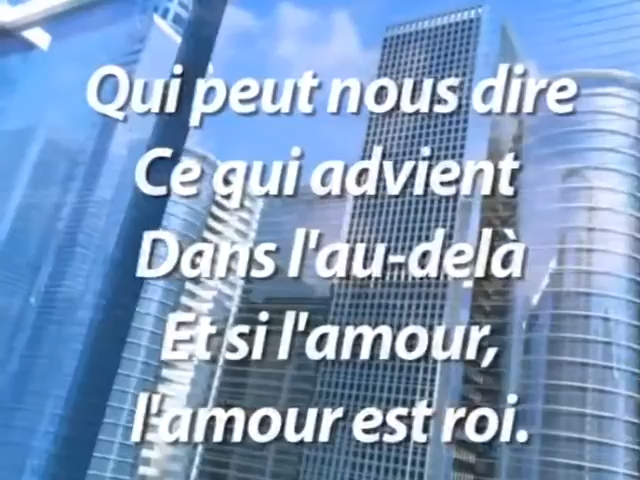 Qui peut nous dire
Ce qui advient
Dans l'au-delà
Et si l'amour,
l'amour est roi.